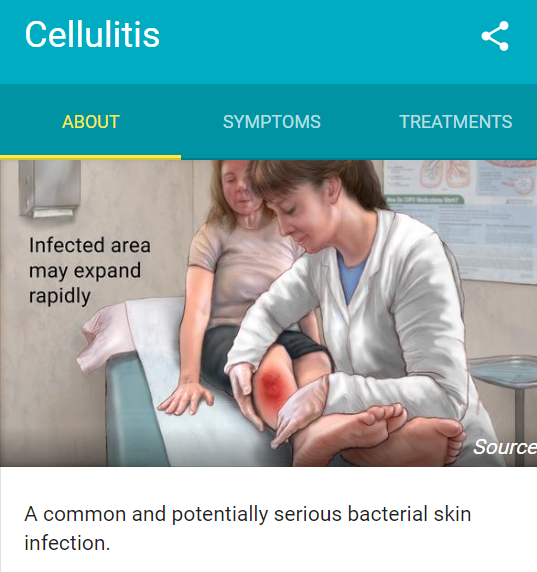 Cellulitis
ABOUT SYMPTOMS TREATMENTS
Infected area
may expand
rapidly
Source
A common and potentially serious bacterial skin
infection.